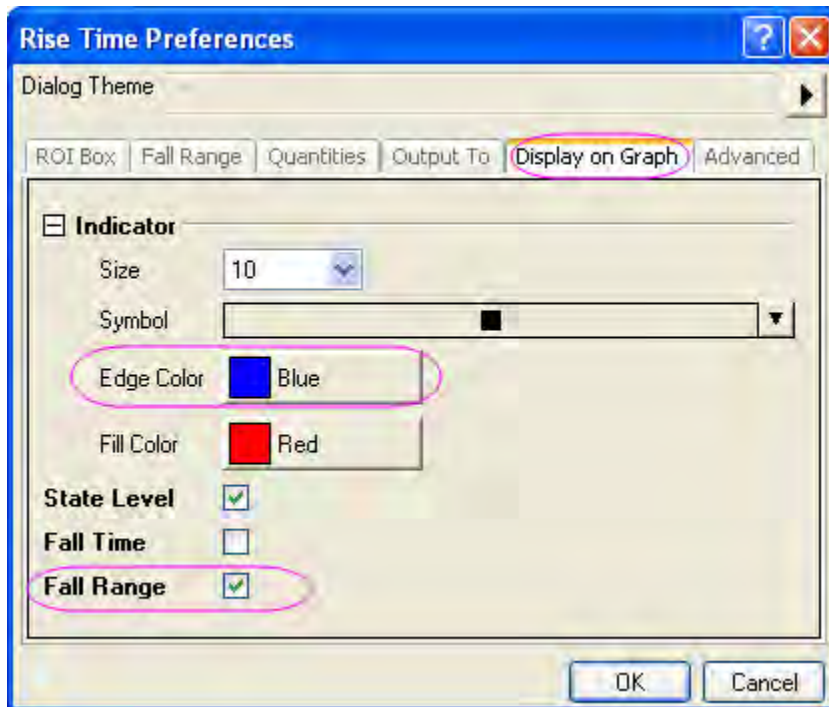 Rise Time Preferences
Dialog Theme
ROI Box Fall Range Quantities Output To Display on Graph Advanced
Indicator
Size 10
Symbol
Edge Color Blue
Fill Color Red
State Level
Fall Time
Fall Range
OK Cancel